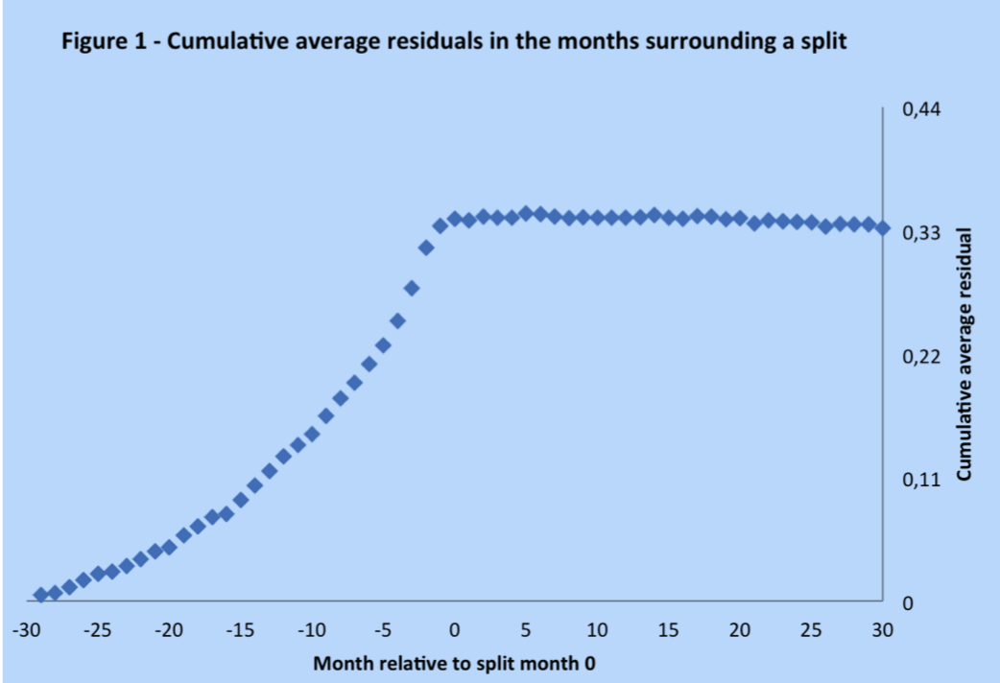 Figure 1 - Cumulative average residuals in the months surrounding a split
0,44
0,33
0,22
0,11
0
Cumulative average residual
-30 -25 -20 -15 -10 -5 0 5 10 15 20 25 30
Month relative to split month 0